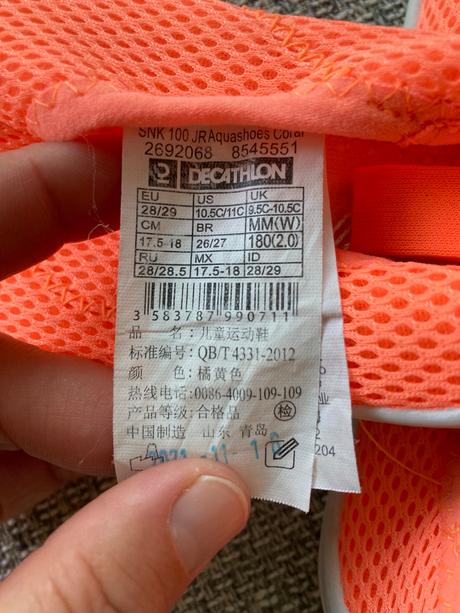 SNK 100 JRAquashoes Coral
2692068 8545551
DECATHLON
EU US UK
28/29 10.5C/11C 9.5C-10.5C
CM BR MM(W)
17.5-18 26/27 180(2.0)
RU MX ID
28/28.5 17.5-18 28/29
3 583787 990711
品 名:儿童运动鞋
标准编号:QB/T 4331-2012
颜 色:橘黄色
热线电话:0086-4009-109-109
产品等级:合格品 检
中国制造 山东 青岛
业
2
204